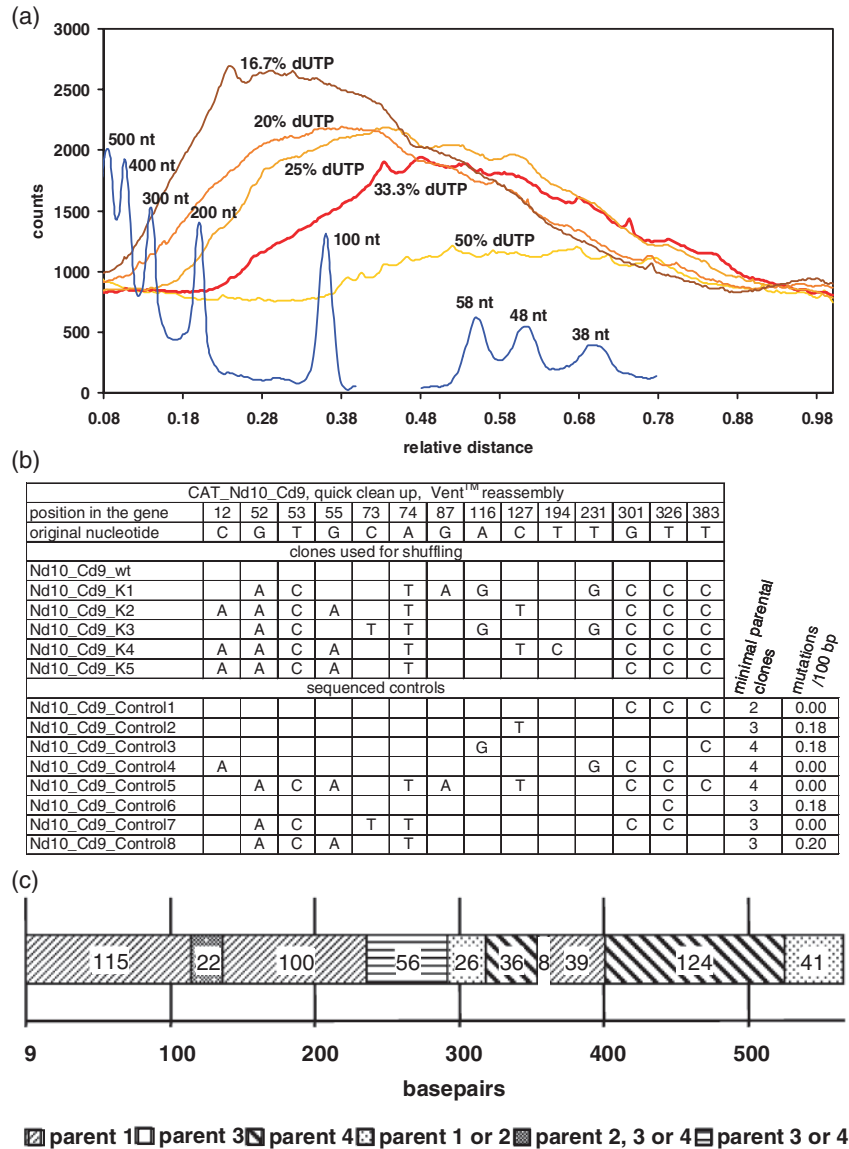 (a)
3000
2500
2000
1500
1000
500
0
counts
16.7% dUTP
20% dUTP
25% dUTP
33.3% dUTP
50% dUTP
500 nt
400 nt
300 nt
200 nt
100 nt
58 nt
48 nt
38 nt
0.08 0.18 0.28 0.38 0.48 0.58 0.68 0.78 0.88 0.98
relative distance
(b)
CAT_Nd10_Cd9, quick clean up, Vent™ reassembly
position in the gene 12 52 53 55 73 74 87 116 127 194 231 301 326 383
original nucleotide C G T G C A G A C T T G T T
clones used for shuffling
Nd10_Cd9_wt
Nd10_Cd9_K1 A C T A G G C C C
Nd10_Cd9_K2 A A C A T T C C C
Nd10_Cd9_K3 A C T T G G C C C
Nd10_Cd9_K4 A A C A T T C C C C
Nd10_Cd9_K5 A A C A T C C C
minimal parental clones
mutations /100 bp
sequenced controls
Nd10_Cd9_Control1 C C C 2 0.00
Nd10_Cd9_Control2 T 3 0.18
Nd10_Cd9_Control3 G C 4 0.18
Nd10_Cd9_Control4 A G C C 4 0.00
Nd10_Cd9_Control5 A C A T A T C C C 4 0.00
Nd10_Cd9_Control6 C 3 0.18
Nd10_Cd9_Control7 A C T T C C 3 0.00
Nd10_Cd9_Control8 A C A T 3 0.20
(c)
115 22 100 56 26 36 8 39 124 41
9 100 200 300 400 500
basepairs
parent 1 parent 3 parent 4 parent 1 or 2 parent 2, 3 or 4 parent 3 or 4